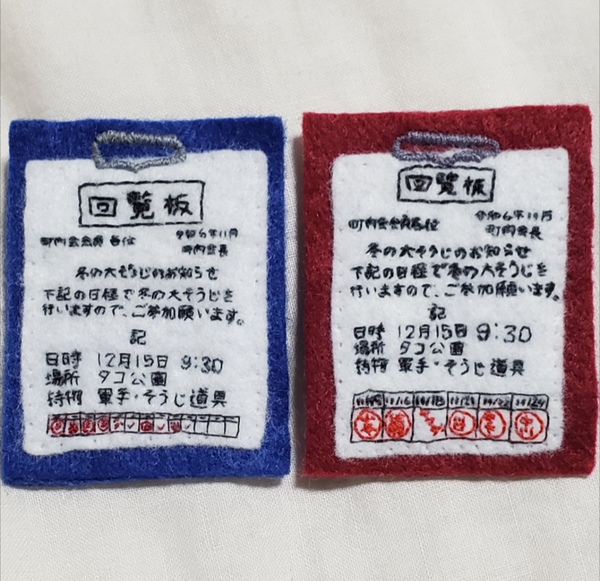 回覧板
町内会会員各位
令和6年11月
町内会長
冬の大そうじのお知らせ
下記の日程で冬の大そうじを
行いますので、ご参加願います。
記
日時 12月15日 9:30
場所 タコ公園
持物 軍手・そうじ道具
回覧板
町内会会員各位
令和6年11月
町内会長
冬の大そうじのお知らせ
下記の日程で冬の大そうじを
行いますので、ご参加願います。
記
日時 12月15日 9:30
場所 タコ公園
持物 軍手・そうじ道具